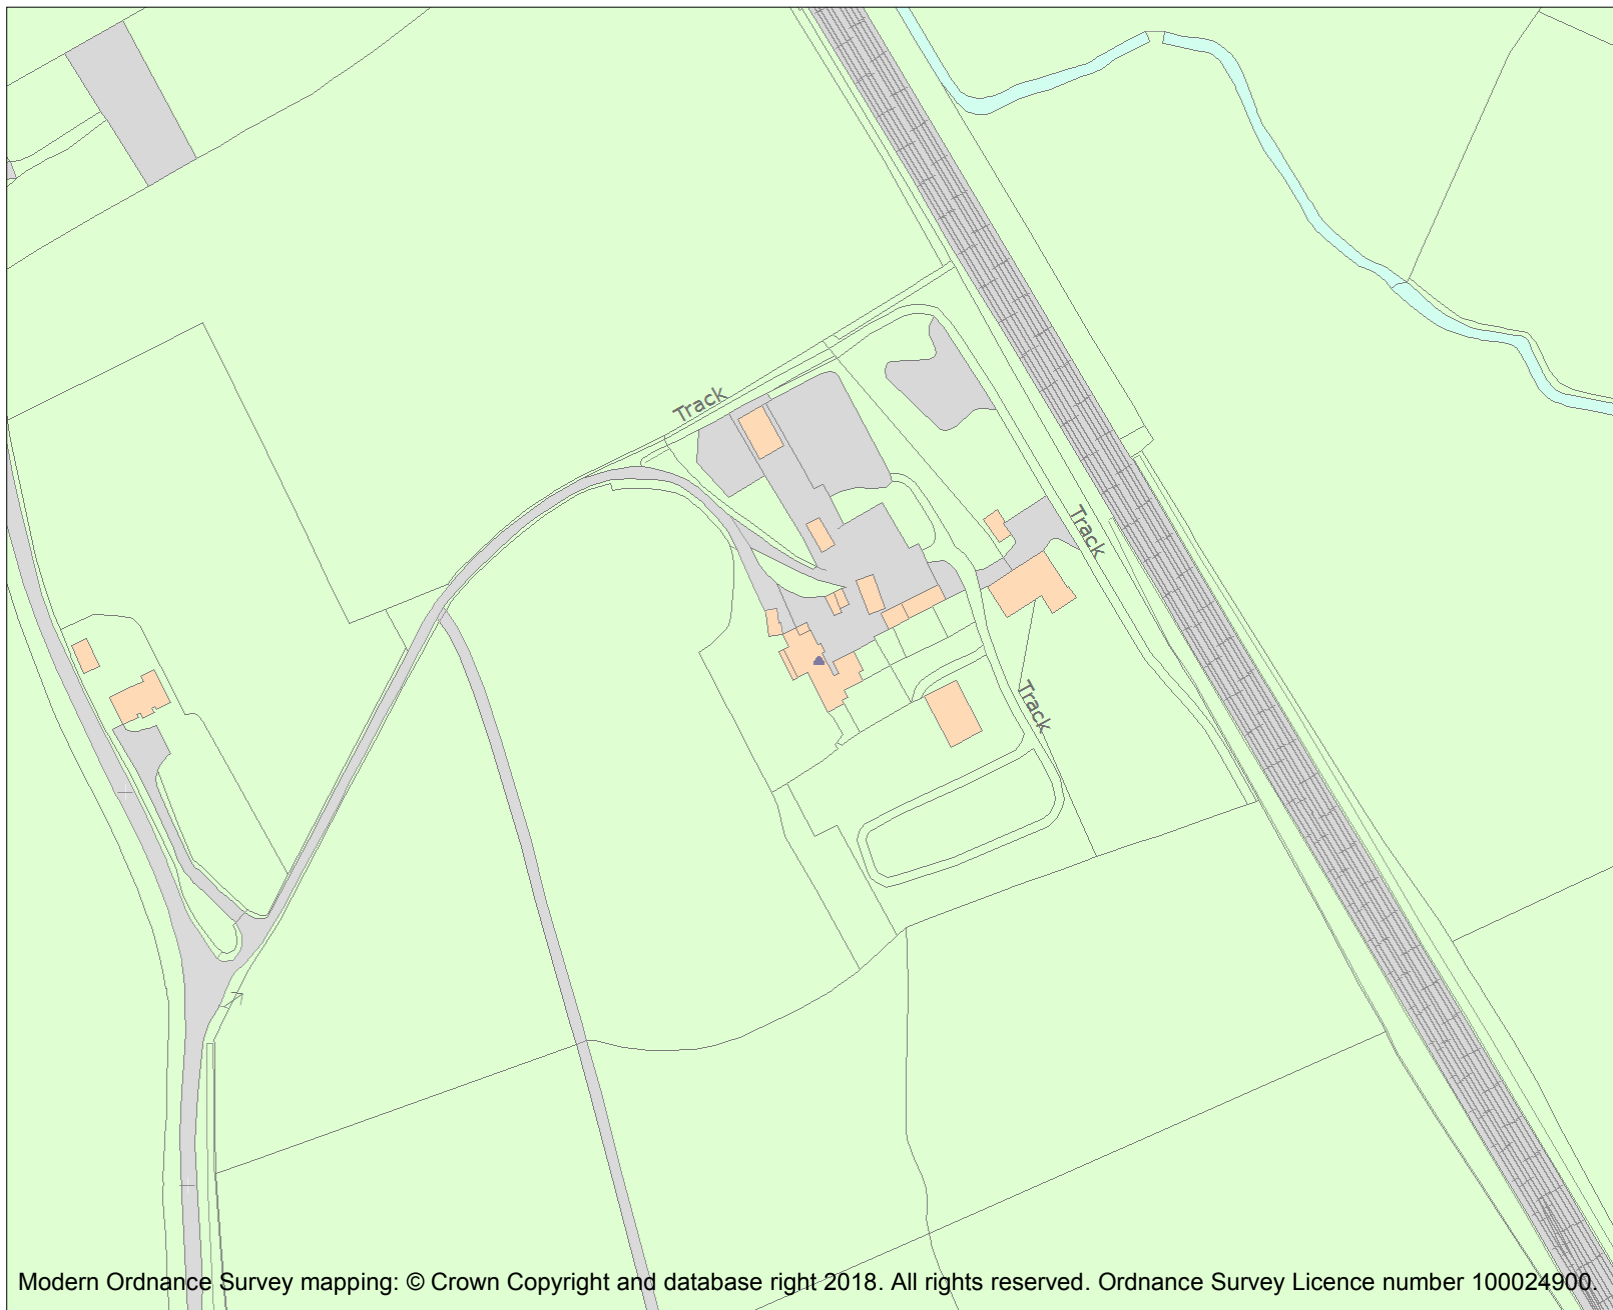 Track
Track
Track
Modern Ordnance Survey mapping: © Crown Copyright and database right 2018. All rights reserved. Ordnance Survey Licence number 100024900.